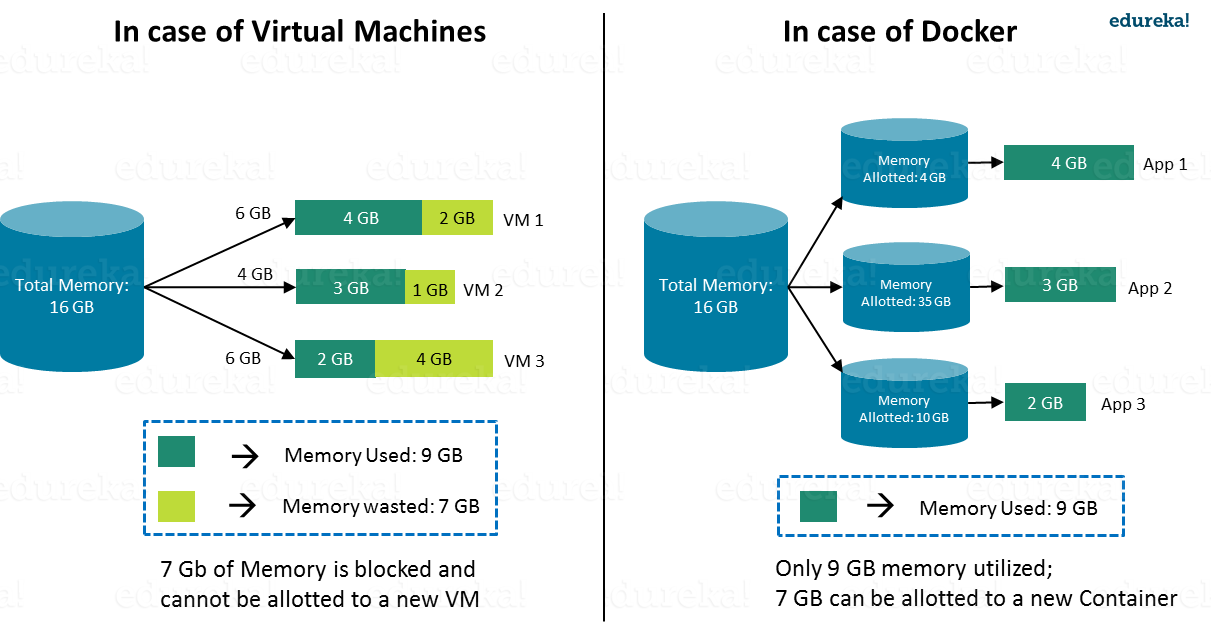 In case of Virtual Machines
Total Memory:
16 GB
6 GB
4 GB
2 GB
VM 1
4 GB
3 GB
1 GB
VM 2
6 GB
2 GB
4 GB
VM 3
Memory Used: 9 GB
Memory wasted: 7 GB
7 Gb of Memory is blocked and
cannot be allotted to a new VM
In case of Docker
edureka!
Total Memory:
16 GB
Memory
Allotted: 4 GB
4 GB
App 1
Memory
Allotted: 35 GB
3 GB
App 2
Memory
Allotted: 10 GB
2 GB
App 3
Memory Used: 9 GB
Only 9 GB memory utilized;
7 GB can be allotted to a new Container